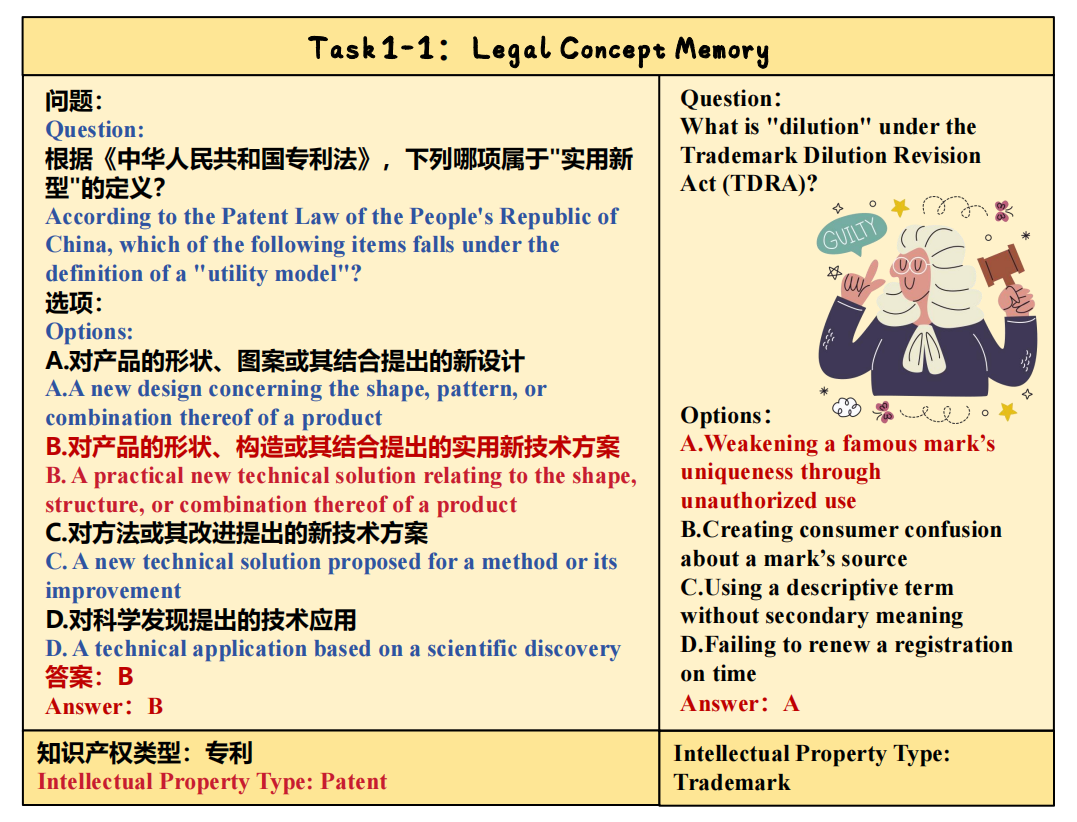 Task1-1：Legal Concept Memory
问题：
Question:
根据《中华人民共和国专利法》，下列哪项属于"实用新
型"的定义？
According to the Patent Law of the People's Republic of
China, which of the following items falls under the
definition of a "utility model"?
选项：
Options:
A.对产品的形状、图案或其结合提出的新设计
A.A new design concerning the shape, pattern, or
combination thereof of a product
B.对产品的形状、构造或其结合提出的实用新技术方案
B. A practical new technical solution relating to the shape,
structure, or combination thereof of a product
C.对方法或其改进提出的新技术方案
C. A new technical solution proposed for a method or its
improvement
D.对科学发现提出的技术应用
D. A technical application based on a scientific discovery
答案：B
Answer：B
知识产权类型：专利
Intellectual Property Type: Patent
Question：
What is "dilution" under the
Trademark Dilution Revision
Act (TDRA)?
GUILTY
Options：
A.Weakening a famous mark’s
uniqueness through
unauthorized use
B.Creating consumer confusion
about a mark’s source
C.Using a descriptive term
without secondary meaning
D.Failing to renew a registration
on time
Answer：A
Intellectual Property Type:
Trademark